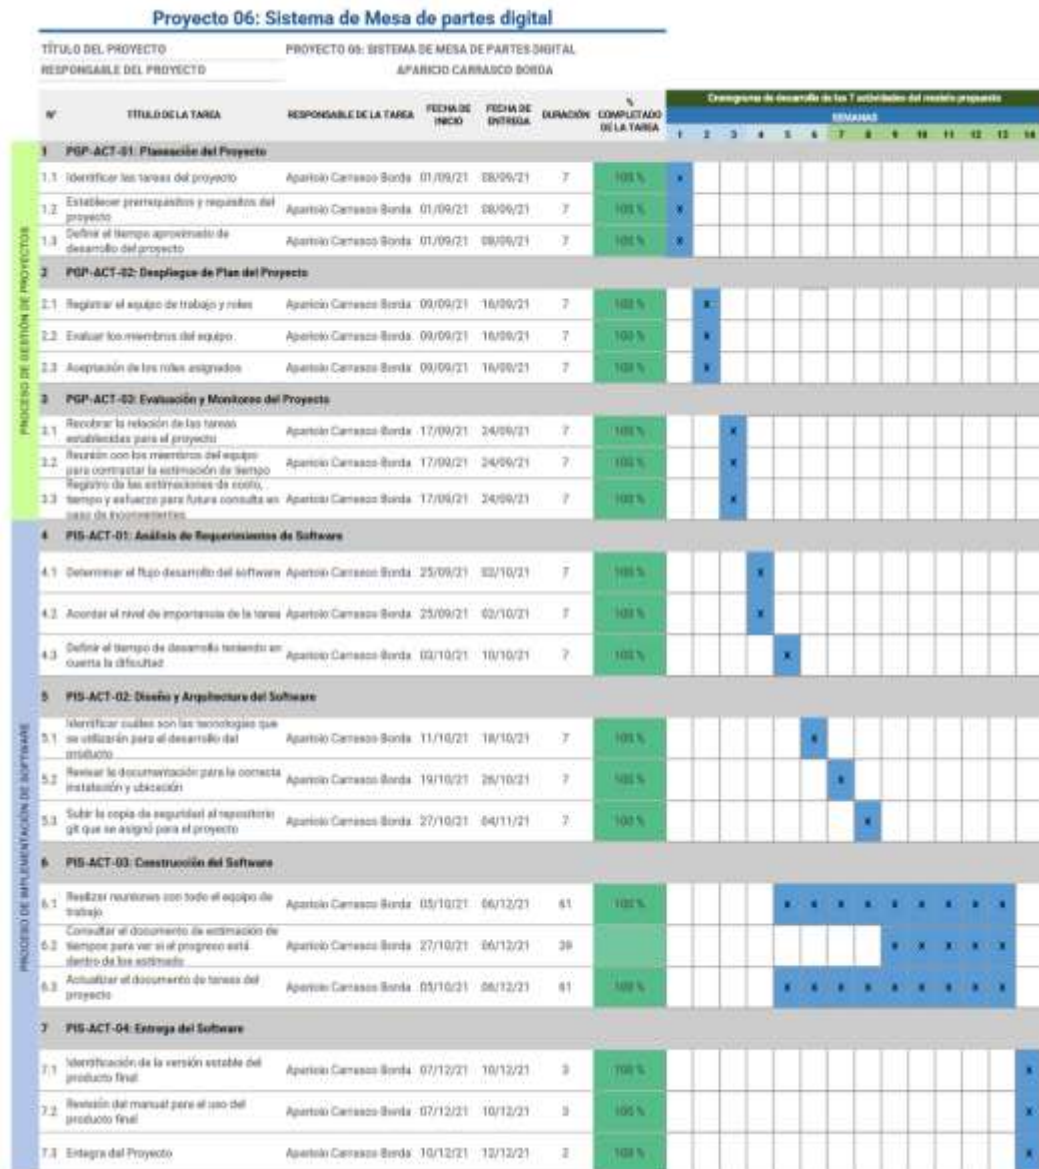 Proyecto 06: Sistema de Mesa de partes digital
TÍTULO DEL PROYECTO PROYECTO 06: SISTEMA DE MESA DE PARTES DIGITAL
RESPONSABLE DEL PROYECTO APARICIO CARRASCO BORDA
Cronograma de desarrollo de las 7 actividades del modelo propuesto
SEMANAS
N° TÍTULO DE LA TAREA RESPONSABLE DE LA TAREA FECHA DE INICIO FECHA DE ENTREGA DURACIÓN % COMPLETADO DE LA TAREA 1 2 3 4 5 6 7 8 9 10 11 12 13 14
PROCESO DE GESTIÓN DE PROYECTOS
1 PGP-ACT-01: Planeación del Proyecto
1.1 Identificar las tareas del proyecto Aparicio Carrasco Borda 01/09/21 08/09/21 7 100 % X
1.2 Establecer prerrequisitos y requisitos del proyecto Aparicio Carrasco Borda 01/09/21 08/09/21 7 100 % X
1.3 Definir el tiempo aproximado de desarrollo del proyecto Aparicio Carrasco Borda 01/09/21 08/09/21 7 100 % X
2 PGP-ACT-02: Despliegue de Plan del Proyecto
2.1 Registrar el equipo de trabajo y roles Aparicio Carrasco Borda 09/09/21 16/09/21 7 100 % X
2.2 Evaluar los miembros del equipo Aparicio Carrasco Borda 09/09/21 16/09/21 7 100 % X
2.3 Aceptación de los roles asignados Aparicio Carrasco Borda 09/09/21 16/09/21 7 100 % X
3 PGP-ACT-03: Evaluación y Monitoreo del Proyecto
3.1 Recobrar la relación de las tareas establecidas para el proyecto Aparicio Carrasco Borda 17/09/21 24/09/21 7 100 % X
3.2 Reunión con los miembros del equipo para contrastar la estimación de tiempo Aparicio Carrasco Borda 17/09/21 24/09/21 7 100 % X
3.3 Registro de las estimaciones de costo, tiempo y esfuerzo para futura consulta en caso de inconvenientes Aparicio Carrasco Borda 17/09/21 24/09/21 7 100 % X
PROCESO DE IMPLEMENTACIÓN DE SOFTWARE
4 PIS-ACT-01: Análisis de Requerimientos de Software
4.1 Determinar el flujo desarrollo del software Aparicio Carrasco Borda 25/09/21 02/10/21 7 100 % X
4.2 Acordar el nivel de importancia de la tarea Aparicio Carrasco Borda 25/09/21 02/10/21 7 100 % X
4.3 Definir el tiempo de desarrollo teniendo en cuenta la dificultad Aparicio Carrasco Borda 03/10/21 10/10/21 7 100 % X
5 PIS-ACT-02: Diseño y Arquitectura del Software
5.1 Identificar cuáles son las tecnologías que se utilizarán para el desarrollo del producto Aparicio Carrasco Borda 11/10/21 18/10/21 7 100 % X
5.2 Revisar la documentación para la correcta instalación y ubicación Aparicio Carrasco Borda 19/10/21 26/10/21 7 100 % X
5.3 Subir la copia de seguridad al repositorio git que se asignó para el proyecto Aparicio Carrasco Borda 27/10/21 04/11/21 7 100 % X
6 PIS-ACT-03: Construcción del Software
6.1 Realizar reuniones con todo el equipo de trabajo Aparicio Carrasco Borda 05/10/21 06/12/21 61 100 % X X X X X X X X X
6.2 Consultar el documento de estimación de tiempos para ver si el progreso está dentro de los estimado Aparicio Carrasco Borda 27/10/21 06/12/21 39 X X X X X
6.3 Actualizar el documento de tareas del proyecto Aparicio Carrasco Borda 05/10/21 06/12/21 61 100 % X X X X X X X X X
7 PIS-ACT-04: Entrega del Software
7.1 Identificación de la versión estable del producto final Aparicio Carrasco Borda 07/12/21 10/12/21 3 100 % X
7.2 Revisión del manual para el uso del producto final Aparicio Carrasco Borda 07/12/21 10/12/21 3 100 % X
7.3 Entegra del Proyecto Aparicio Carrasco Borda 10/12/21 12/12/21 2 100 % X